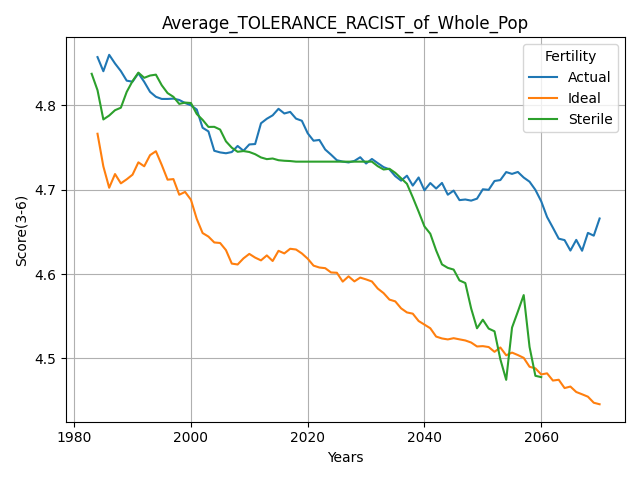 Average_TOLERANCE_RACIST_of_Whole_Pop
Fertility
Actual
Ideal
Sterile
Score(3-6)
4.8
4.7
4.6
4.5
1980
2000
2020
2040
2060
Years